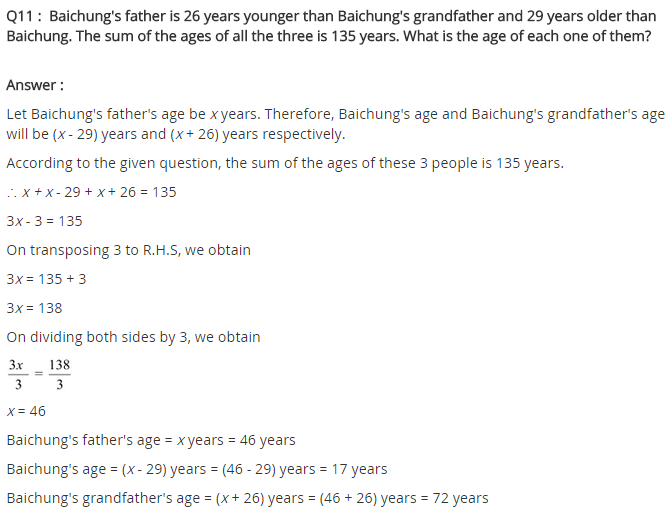 Q11 : Baichung's father is 26 years younger than Baichung's grandfather and 29 years older than
Baichung. The sum of the ages of all the three is 135 years. What is the age of each one of them?
Answer :
Let Baichung's father's age be x years. Therefore, Baichung's age and Baichung's grandfather's age
will be (x - 29) years and (x + 26) years respectively.
According to the given question, the sum of the ages of these 3 people is 135 years.
∴ x + x - 29 + x + 26 = 135
3x - 3 = 135
On transposing 3 to R.H.S, we obtain
3x = 135 + 3
3x = 138
On dividing both sides by 3, we obtain
3x/3 = 138/3
x = 46
Baichung's father's age = x years = 46 years
Baichung's age = (x - 29) years = (46 - 29) years = 17 years
Baichung's grandfather's age = (x + 26) years = (46 + 26) years = 72 years